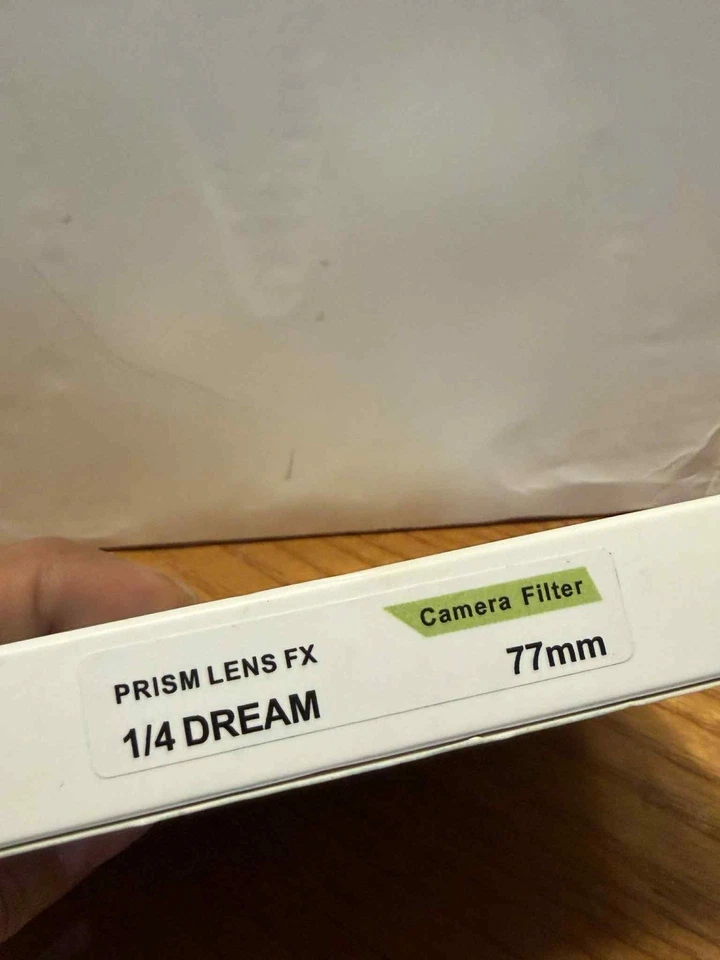 Camera Filter
PRISM LENS FX
77mm
1/4 DREAM